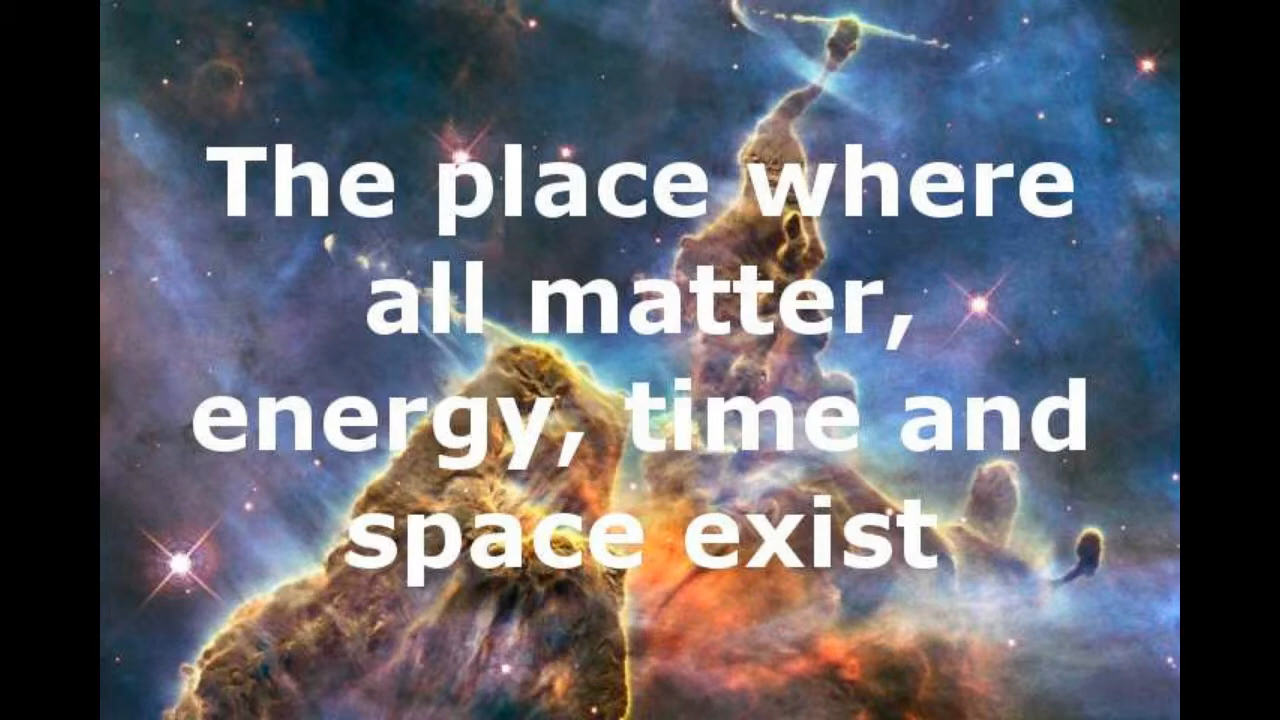 The place where
all matter,
energy, time and
space exist